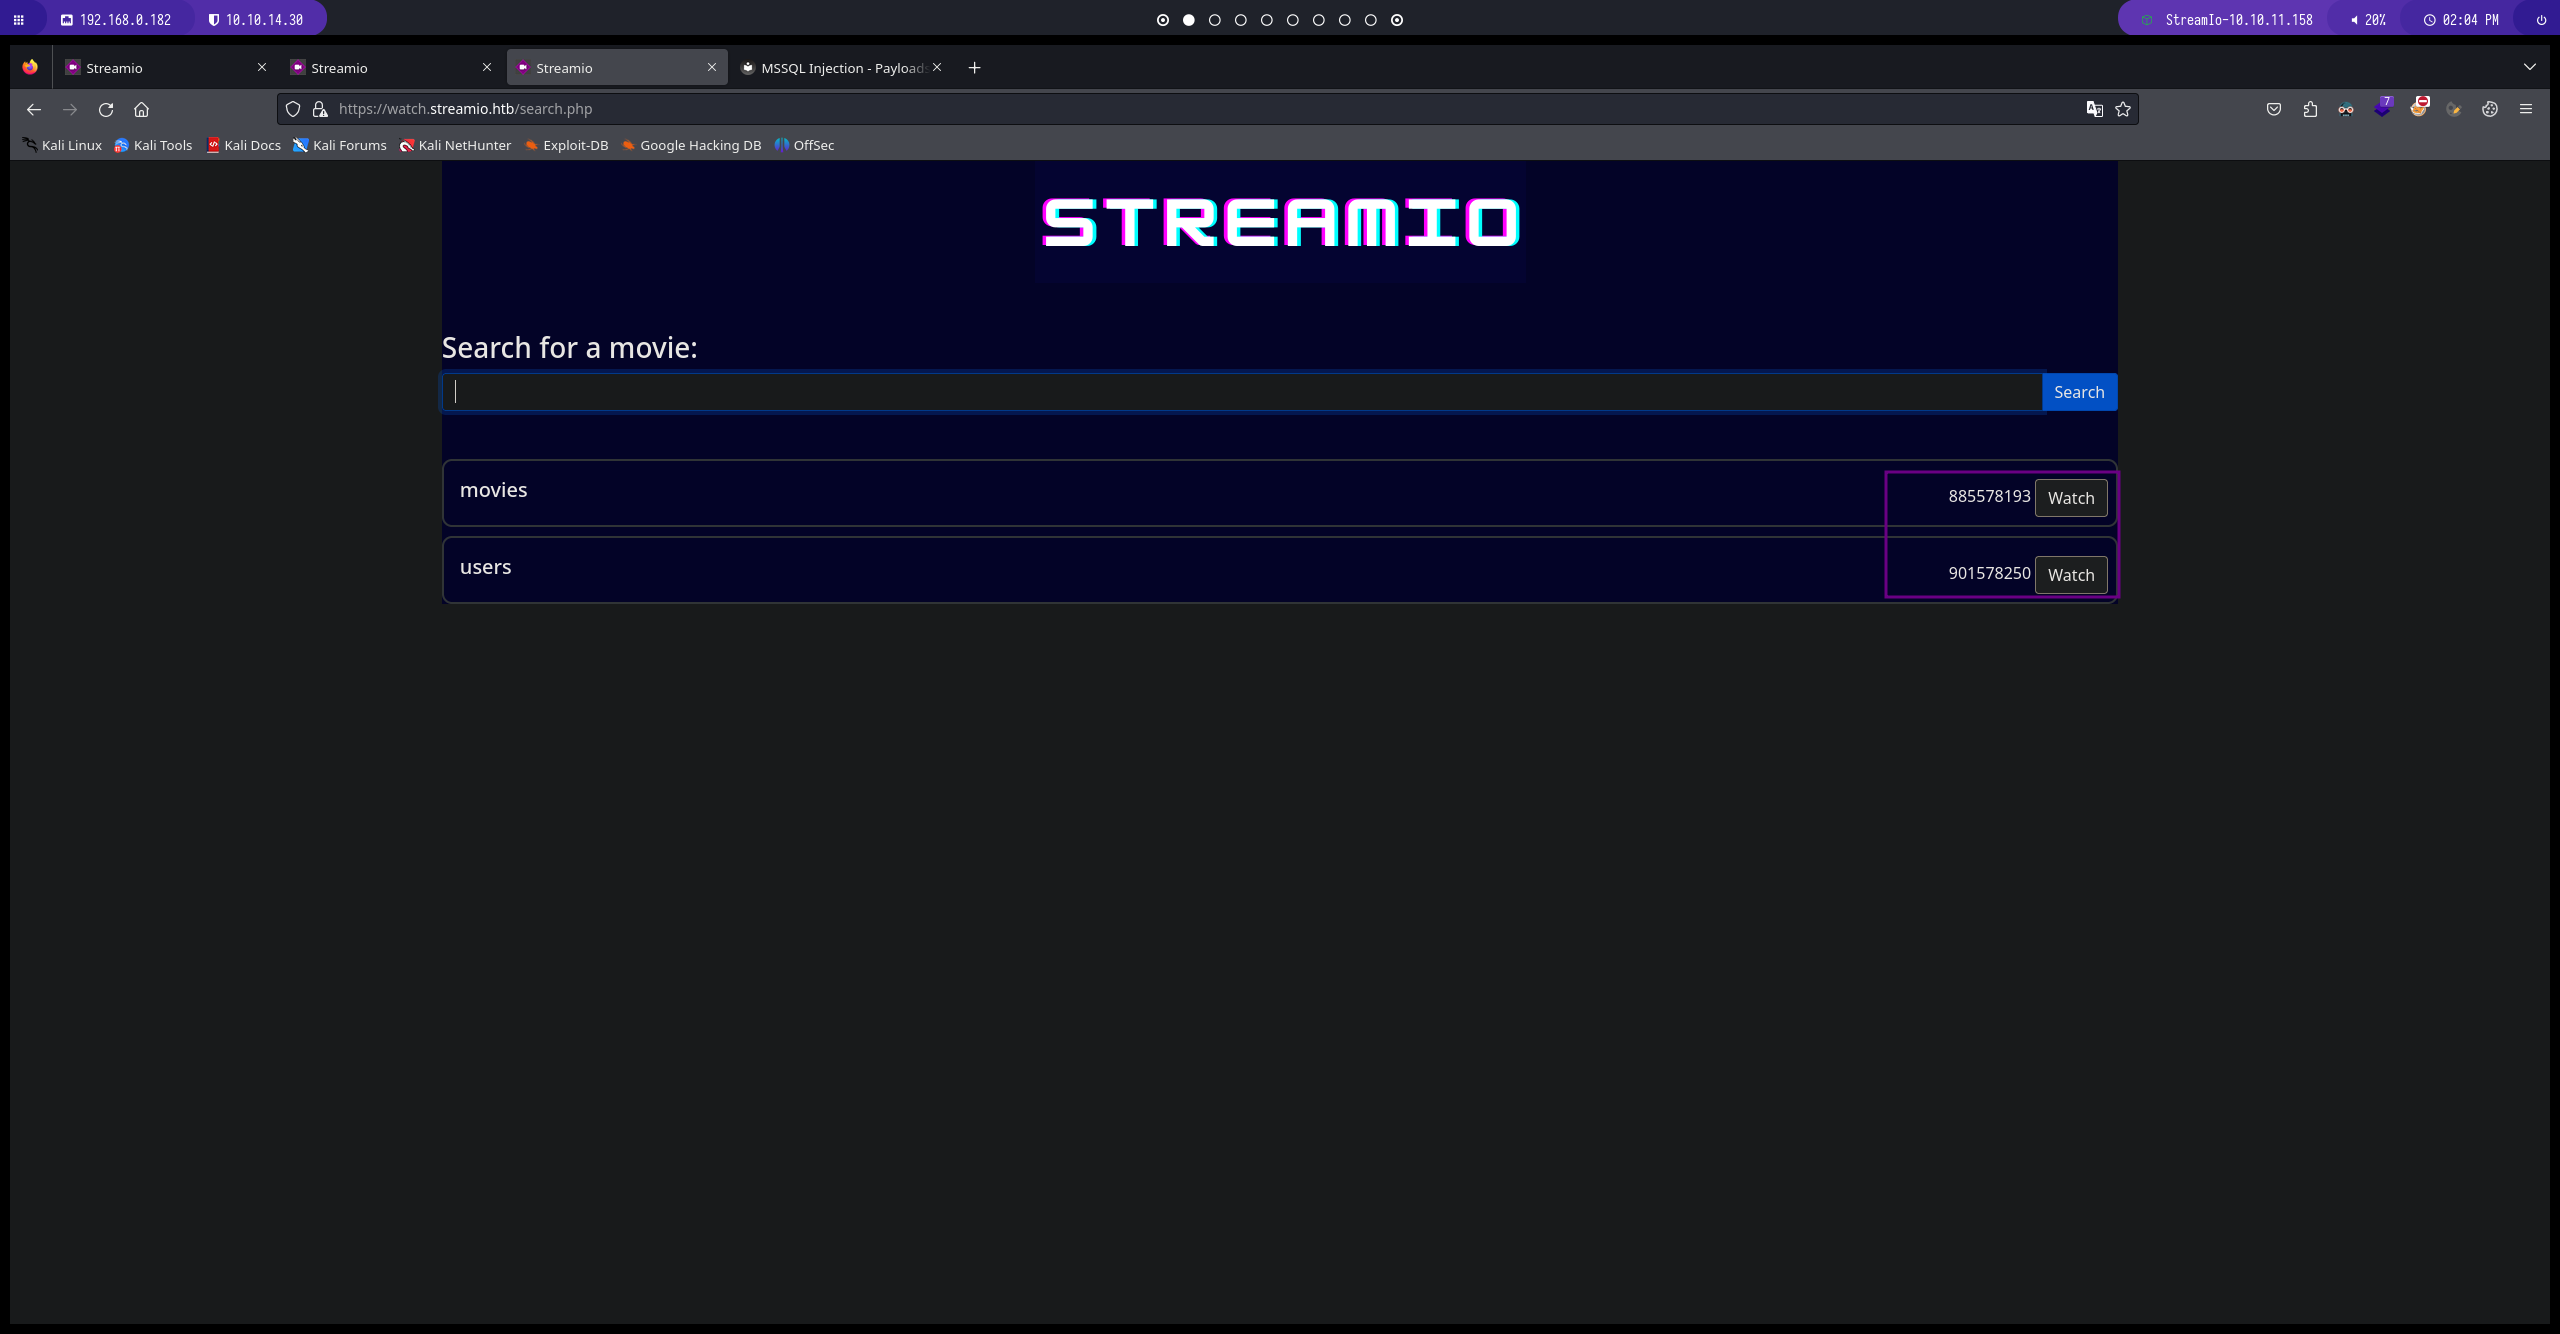 192.168.0.182 10.10.14.30 StreamIo-10.10.11.158 20% 02:04 PM
Streamio Streamio Streamio MSSQL Injection - Payloads
https://watch.streamio.htb/search.php 7
Kali Linux Kali Tools Kali Docs Kali Forums Kali NetHunter Exploit-DB Google Hacking DB OffSec
STREAMIO
Search for a movie:
Search
movies 885578193 Watch
users 901578250 Watch